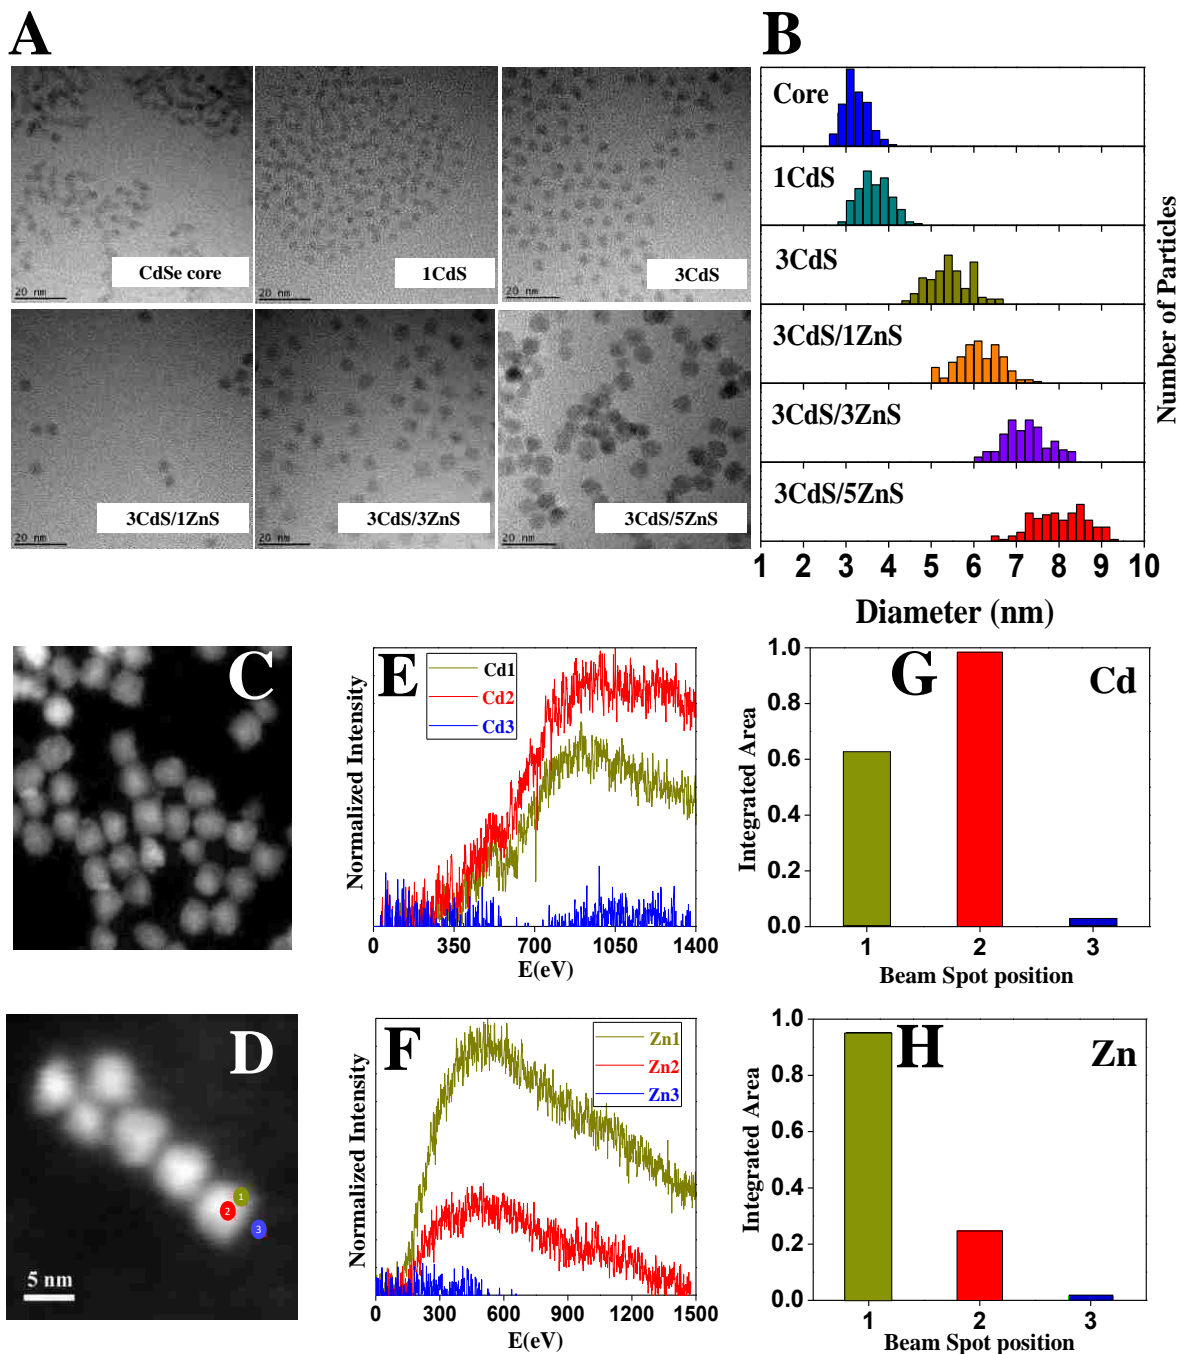 A
B
CdSe core
20 nm
1CdS
20 nm
3CdS
20 nm
3CdS/1ZnS
20 nm
3CdS/3ZnS
20 nm
3CdS/5ZnS
20 nm
Core
1CdS
3CdS
3CdS/1ZnS
3CdS/3ZnS
3CdS/5ZnS
1 2 3 4 5 6 7 8 9 10
Diameter (nm)
Number of Particles
C
E
Cd1
Cd2
Cd3
Normalized Intensity
0 350 700 1050 1400
E(eV)
G
Cd
Integrated Area
1.0
0.8
0.6
0.4
0.2
0.0
1 2 3
Beam Spot position
D
1
2
3
5 nm
F
Zn1
Zn2
Zn3
Normalized Intensity
0 300 600 900 1200 1500
E(eV)
H
Zn
Integrated Area
1.0
0.8
0.6
0.4
0.2
0.0
1 2 3
Beam Spot position